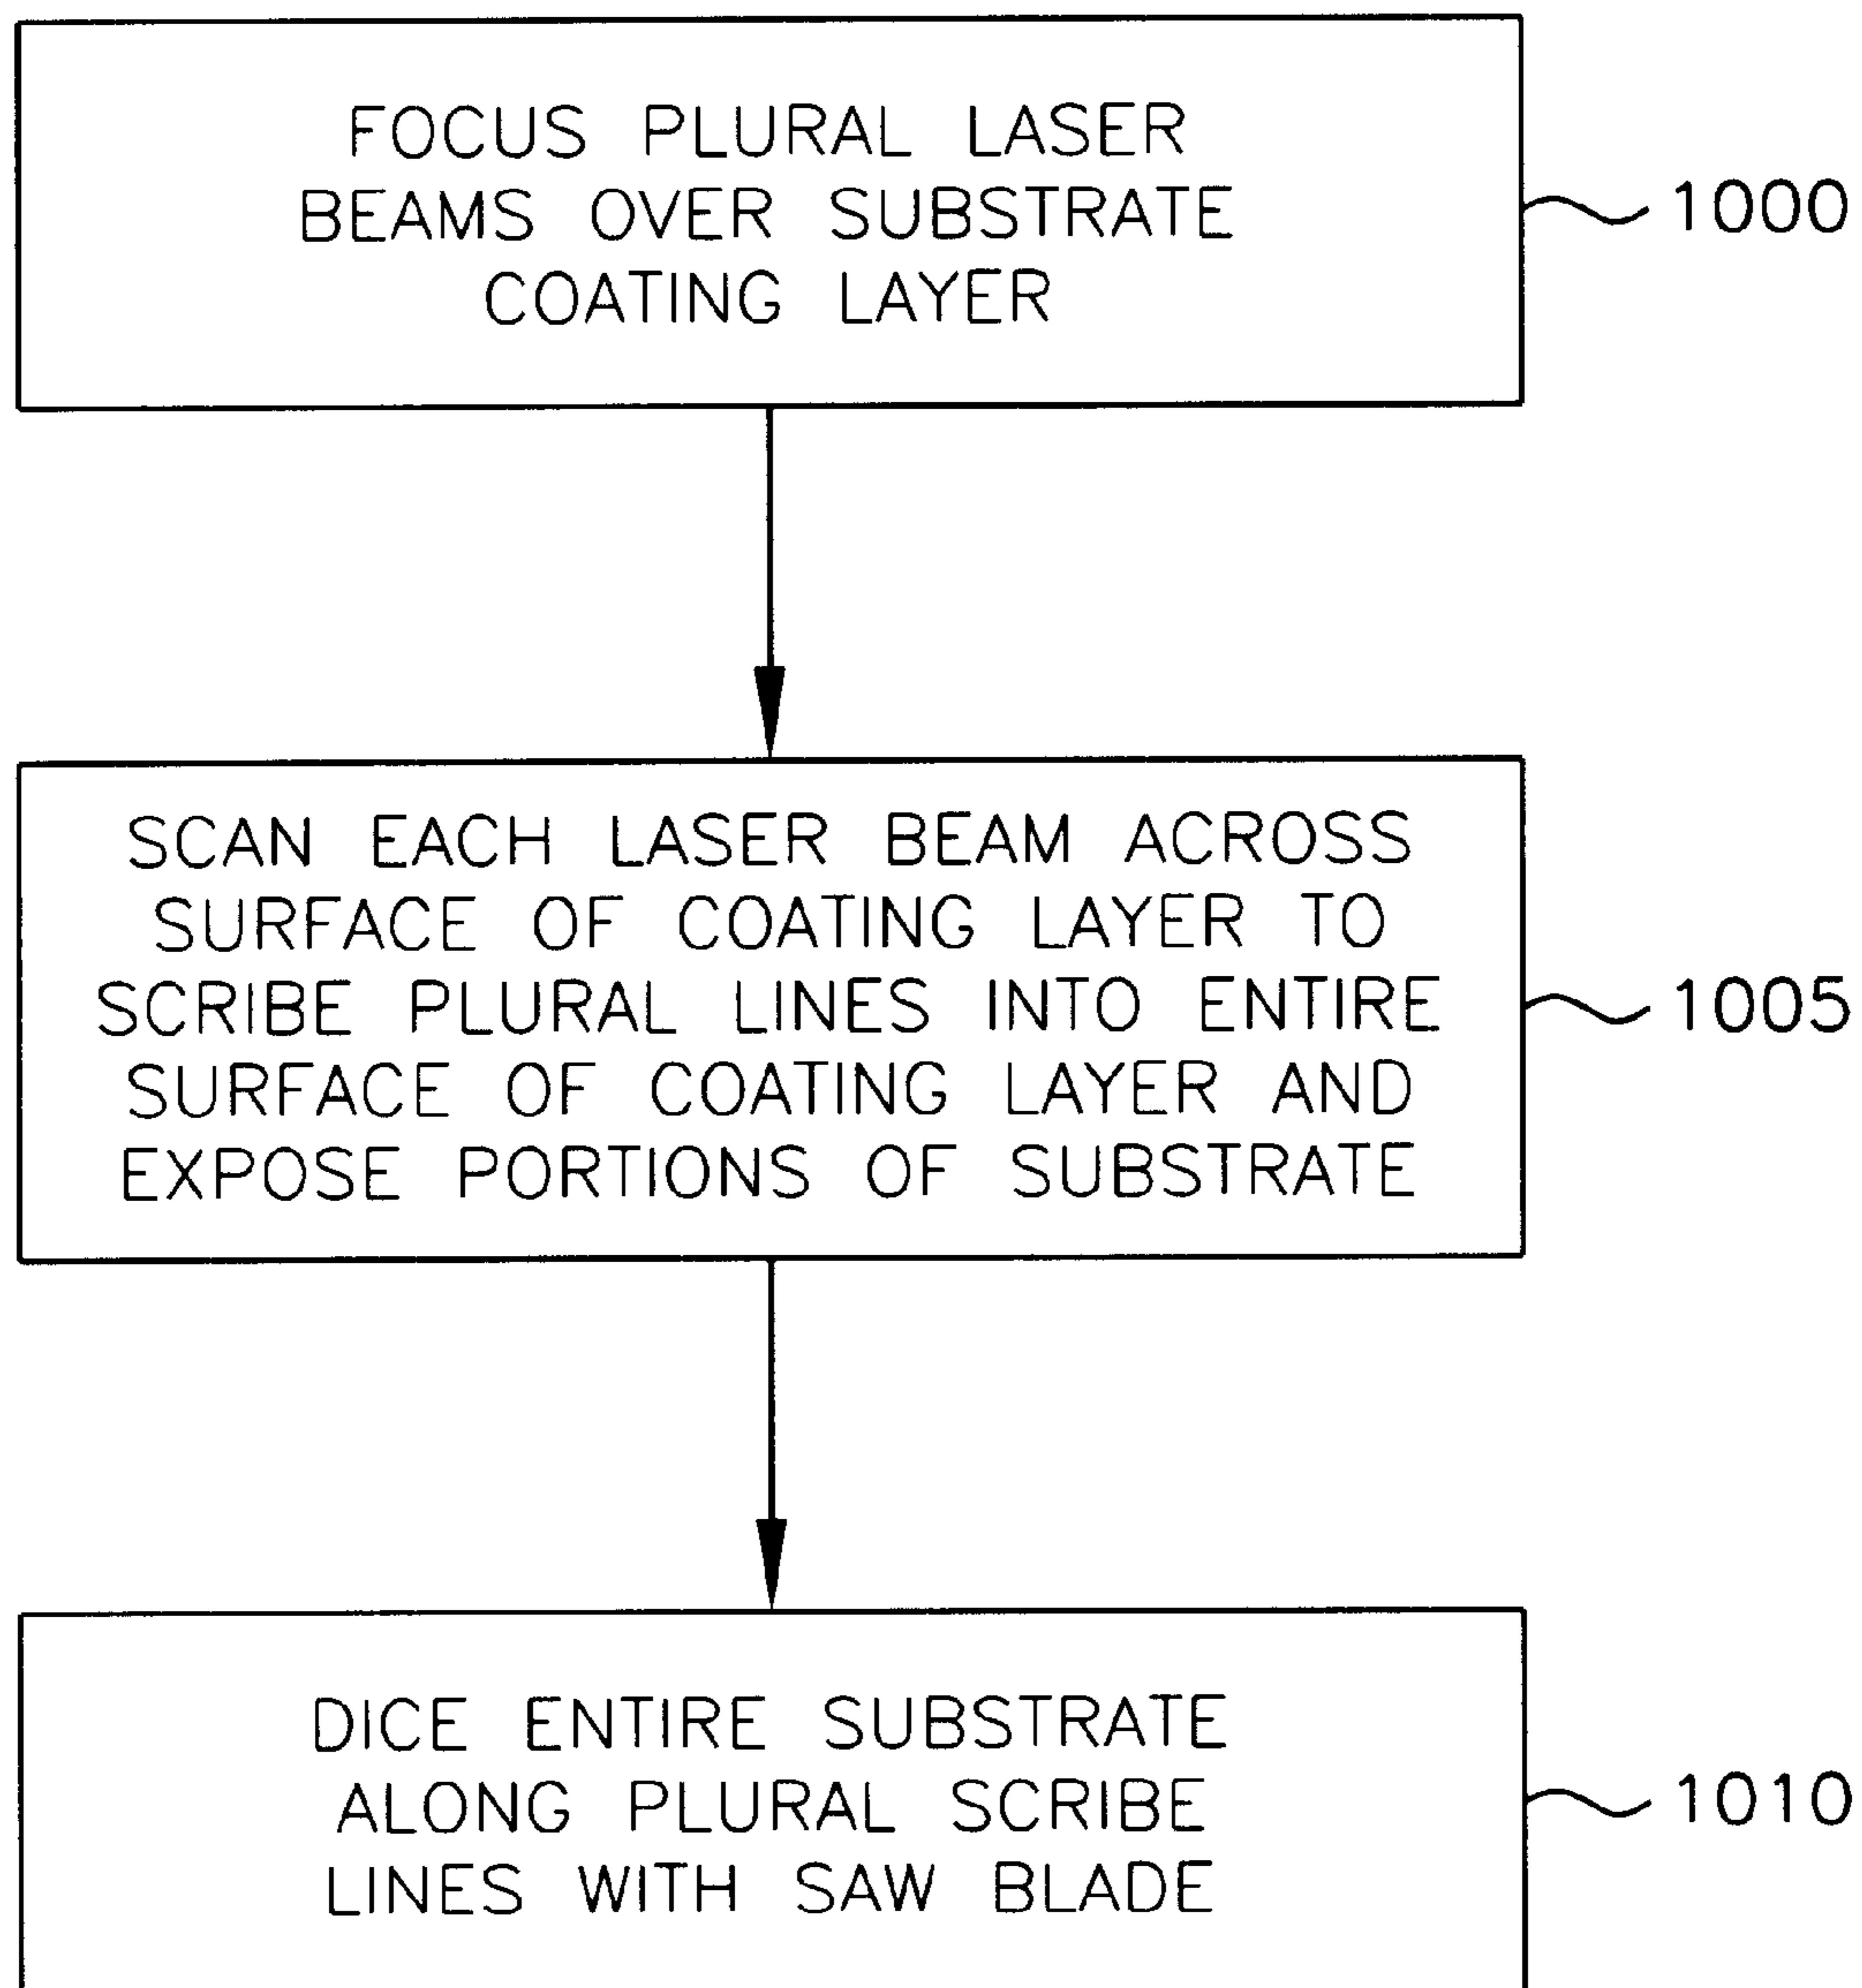 FOCUS PLURAL LASER
BEAMS OVER SUBSTRATE
COATING LAYER
1000
SCAN EACH LASER BEAM ACROSS
SURFACE OF COATING LAYER TO
SCRIBE PLURAL LINES INTO ENTIRE
SURFACE OF COATING LAYER AND
EXPOSE PORTIONS OF SUBSTRATE
1005
DICE ENTIRE SUBSTRATE
ALONG PLURAL SCRIBE
LINES WITH SAW BLADE
1010